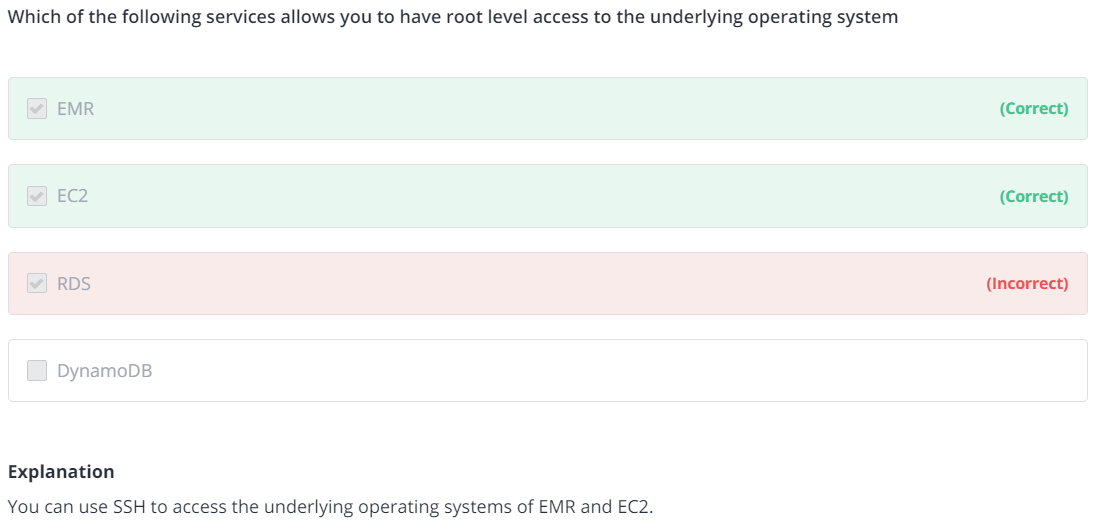 Which of the following services allows you to have root level access to the underlying operating system
EMR (Correct)
EC2 (Correct)
RDS (Incorrect)
DynamoDB
Explanation
You can use SSH to access the underlying operating systems of EMR and EC2.